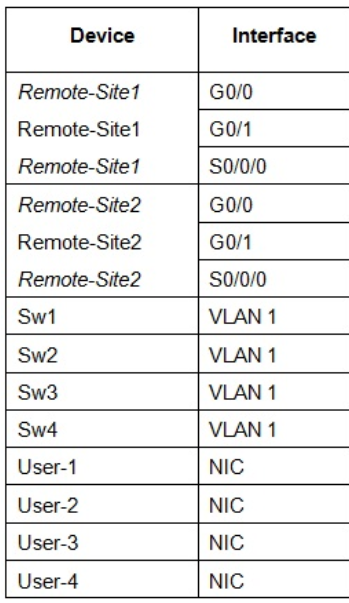 Device Interface
Remote-Site1 G0/0
Remote-Site1 G0/1
Remote-Site1 S0/0/0
Remote-Site2 G0/0
Remote-Site2 G0/1
Remote-Site2 S0/0/0
Sw1 VLAN 1
Sw2 VLAN 1
Sw3 VLAN 1
Sw4 VLAN 1
User-1 NIC
User-2 NIC
User-3 NIC
User-4 NIC